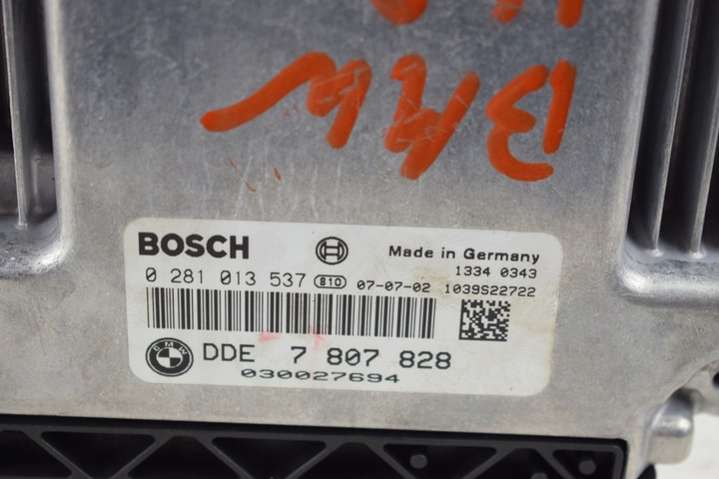 BMW
BOSCH
Made in Germany
1334 0343
0 281 013 537 810 07-07-02 1039S22722
BMW
DDE 7 807 828
030027694